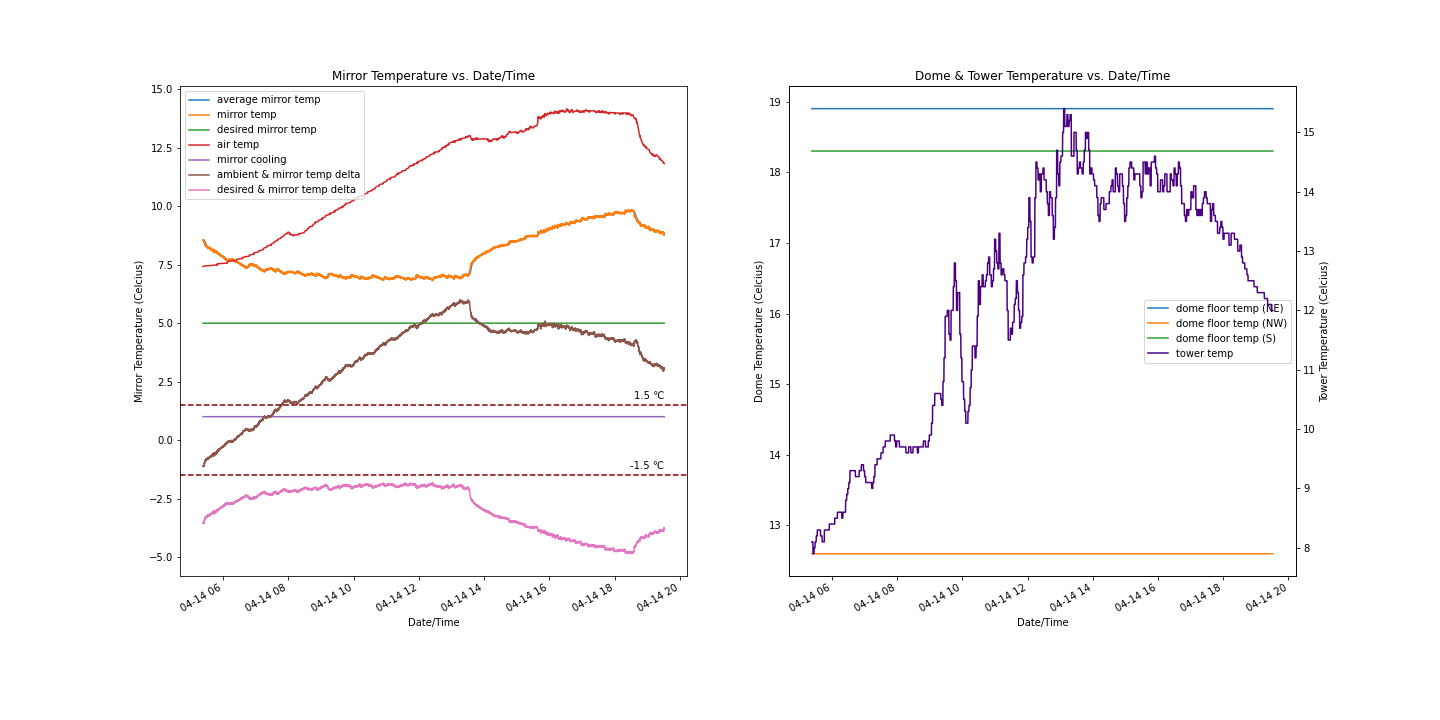 Mirror Temperature vs. Date/Time
Mirror Temperature (Celcius)
15.0
12.5
10.0
7.5
5.0
2.5
0.0
−2.5
−5.0
average mirror temp
mirror temp
desired mirror temp
air temp
mirror cooling
ambient & mirror temp delta
desired & mirror temp delta
1.5 °C
-1.5 °C
04-14 06
04-14 08
04-14 10
04-14 12
04-14 14
04-14 16
04-14 18
04-14 20
Date/Time
Dome & Tower Temperature vs. Date/Time
Dome Temperature (Celcius)
19
18
17
16
15
14
13
dome floor temp (NE)
dome floor temp (NW)
dome floor temp (S)
tower temp
15
14
13
12
11
10
9
8
Tower Temperature (Celcius)
04-14 06
04-14 08
04-14 10
04-14 12
04-14 14
04-14 16
04-14 18
04-14 20
Date/Time